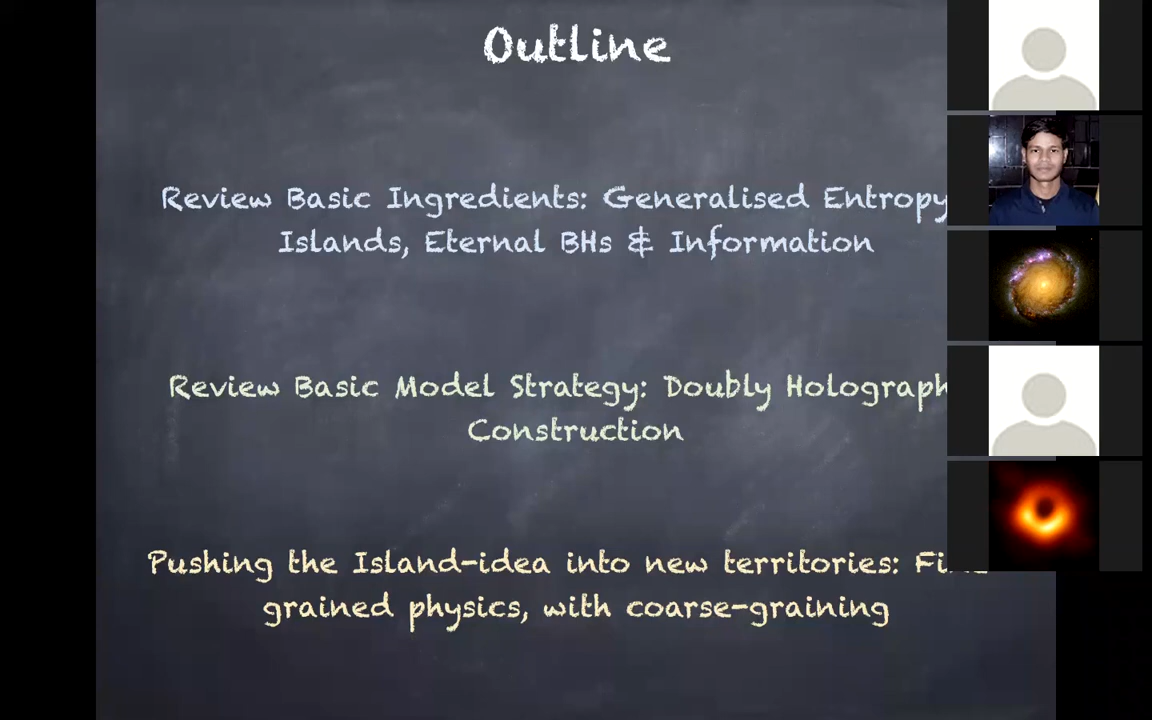 Outline
Review Basic Ingredients: Generalised Entropy
Islands, Eternal BHs & Information
Review Basic Model Strategy: Doubly Holograph
Construction
Pushing the Island-idea into new territories:
grained physics, with coarse-graining